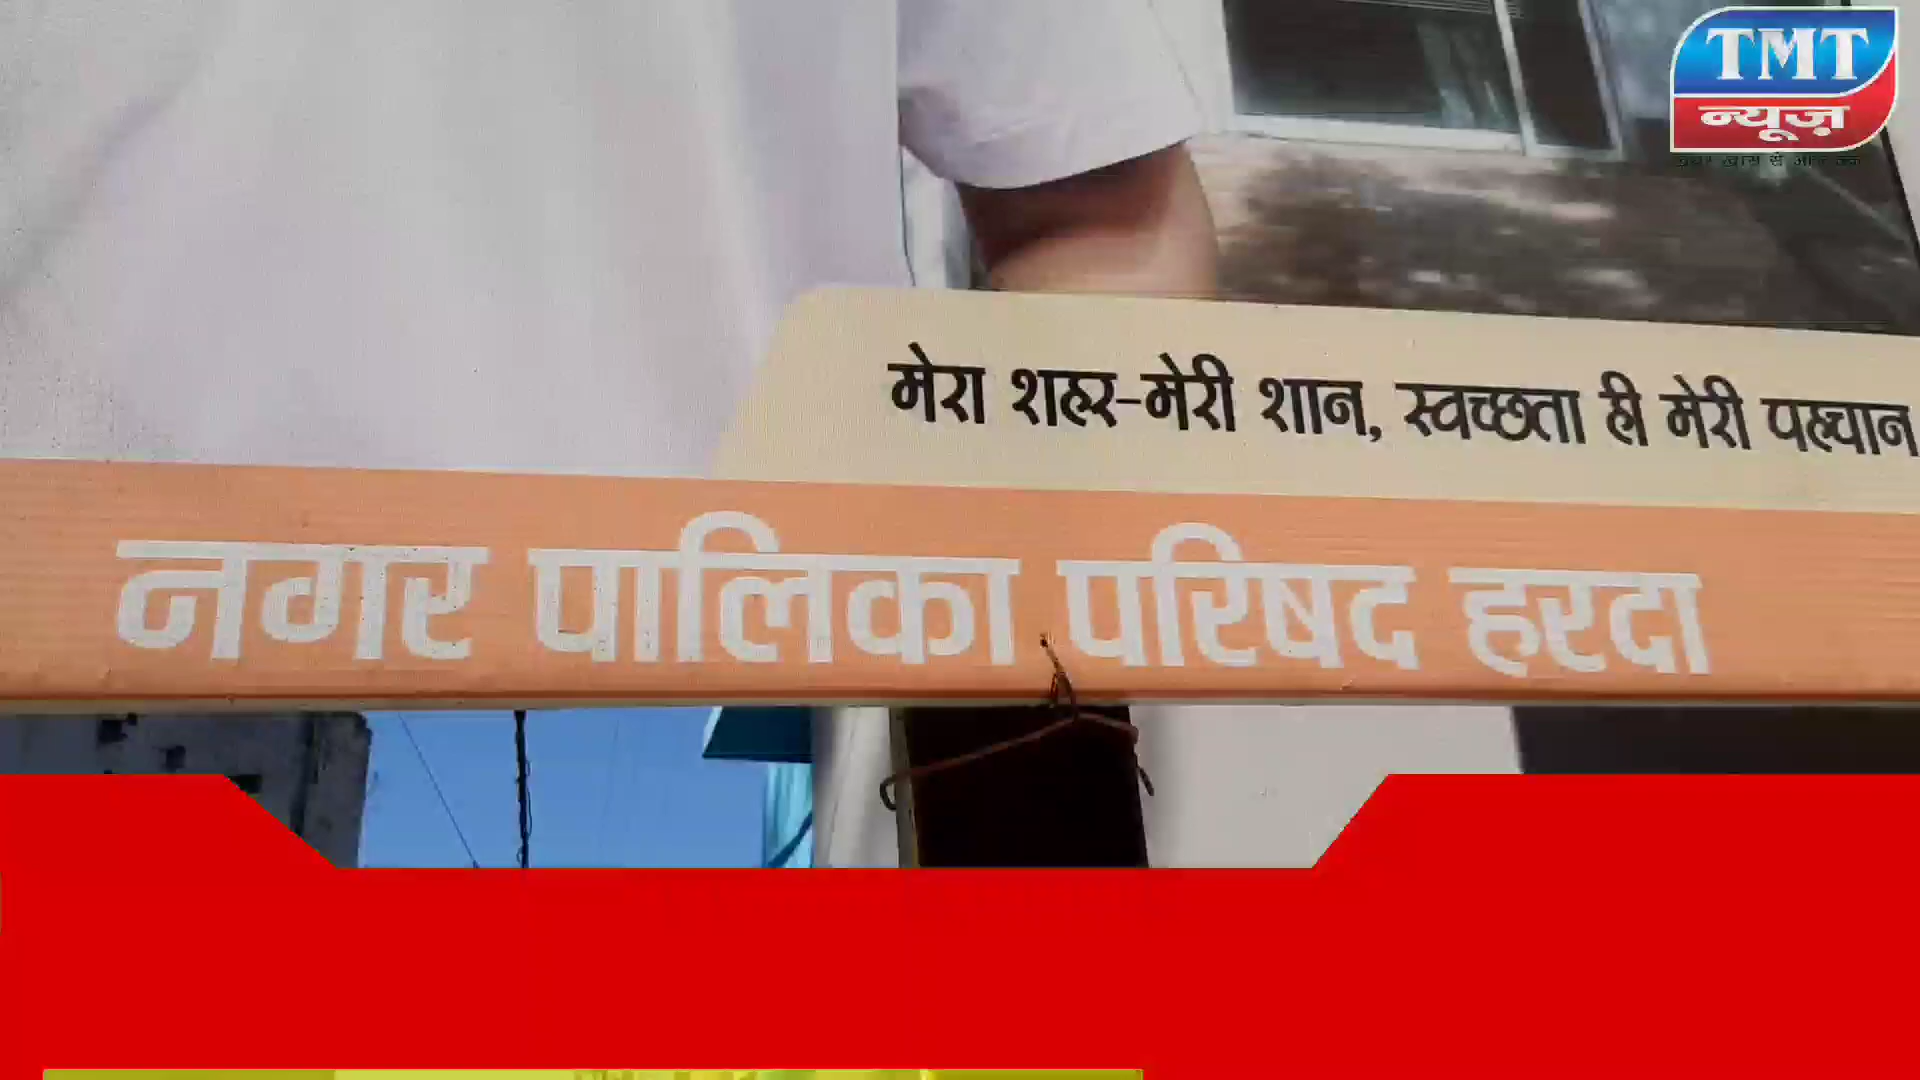 TMT
न्यूज़
मेरा शहर-मेरी शान, स्वच्छता ही मेरी पहचान
नगर पालिका परिषद हरदा